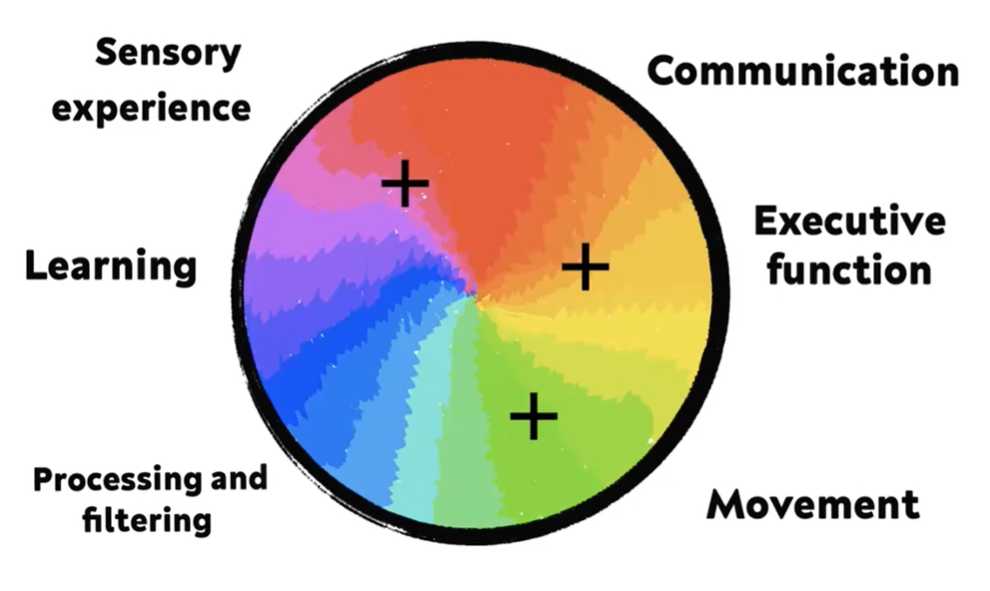 Sensory
experience
Communication
Learning
Executive
function
Processing and
filtering
Movement